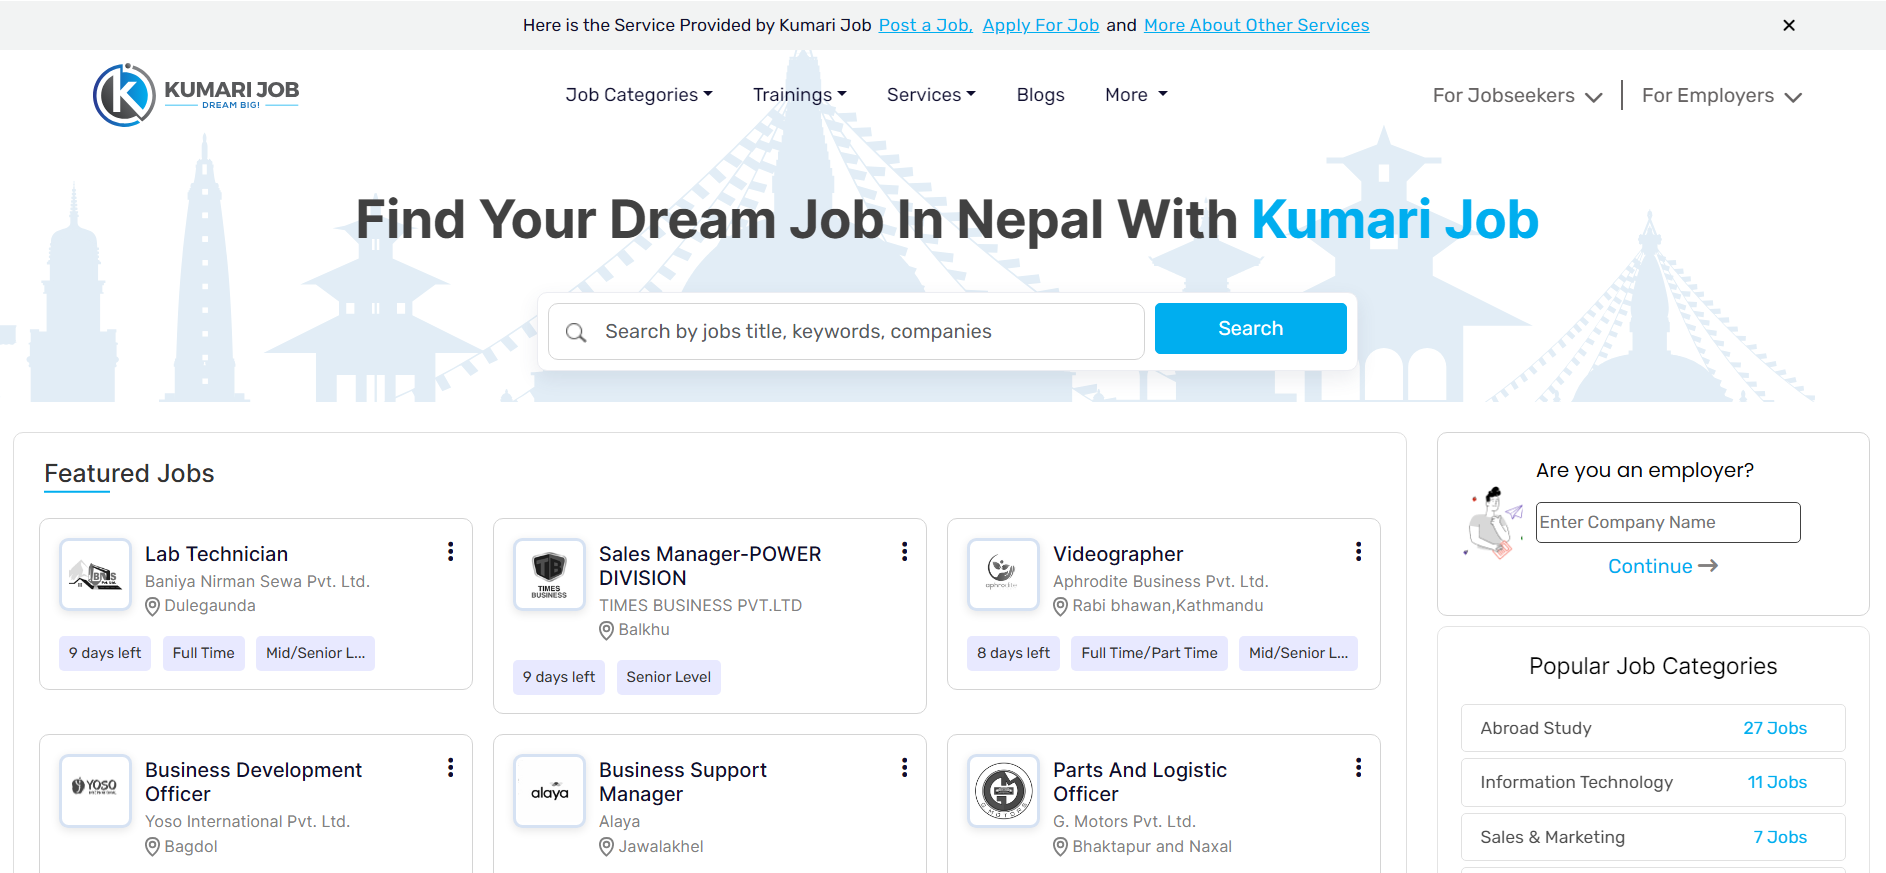 Here is the Service Provided by Kumari Job Post a Job, Apply For Job and More About Other Services
KUMARI JOB
DREAM BIG!
Job Categories
Trainings
Services
Blogs
More
For Jobseekers
For Employers
Find Your Dream Job In Nepal With Kumari Job
Search by jobs title, keywords, companies
Search
Featured Jobs
Lab Technician
Baniya Nirman Sewa Pvt. Ltd.
Dulegaunda
9 days left
Full Time
Mid/Senior L...
TIMES
BUSINESS
Sales Manager-POWER
DIVISION
TIMES BUSINESS PVT.LTD
Balkhu
9 days left
Senior Level
aphrodite
Videographer
Aphrodite Business Pvt. Ltd.
Rabi bhawan,Kathmandu
8 days left
Full Time/Part Time
Mid/Senior L...
YOSO
Business Development
Officer
Yoso International Pvt. Ltd.
Bagdol
alaya
Business Support
Manager
Alaya
Jawalakhel
G MOTORS
Parts And Logistic
Officer
G. Motors Pvt. Ltd.
Bhaktapur and Naxal
Are you an employer?
Enter Company Name
Continue
Popular Job Categories
Abroad Study
27 Jobs
Information Technology
11 Jobs
Sales & Marketing
7 Jobs